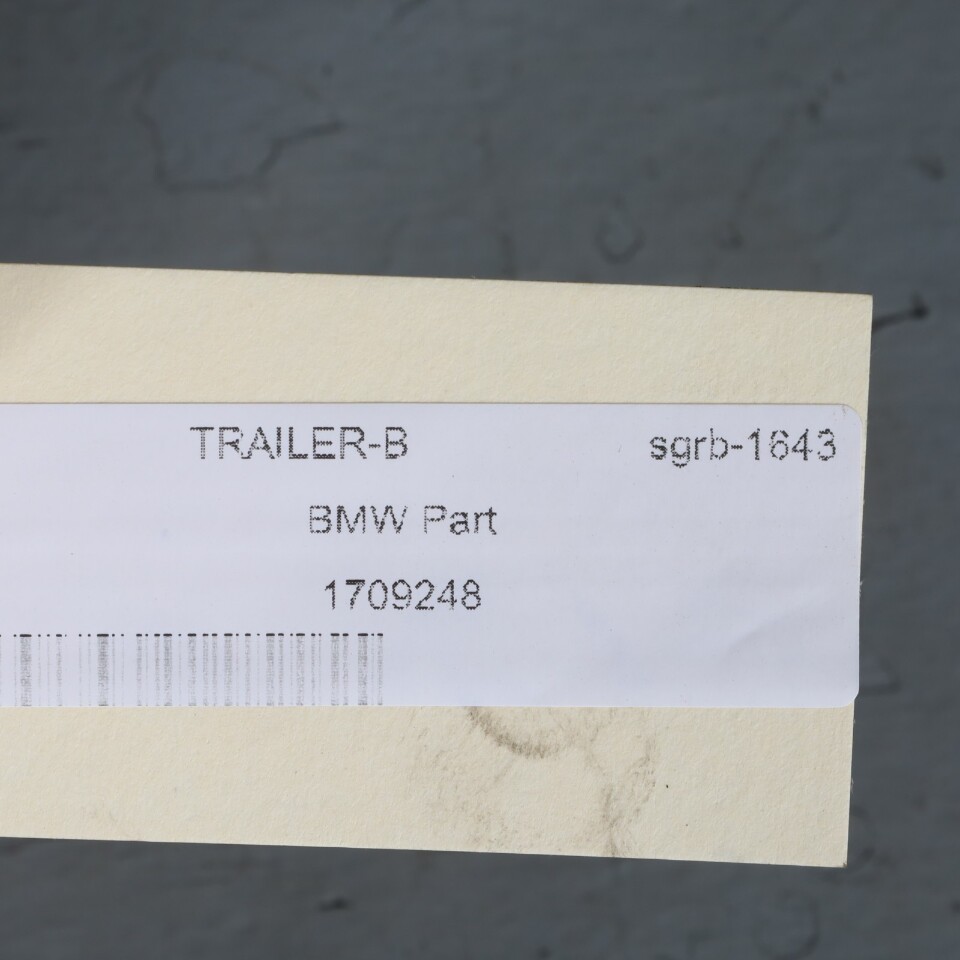 TRAILER-B sgrb-1643
BMW Part
1709248